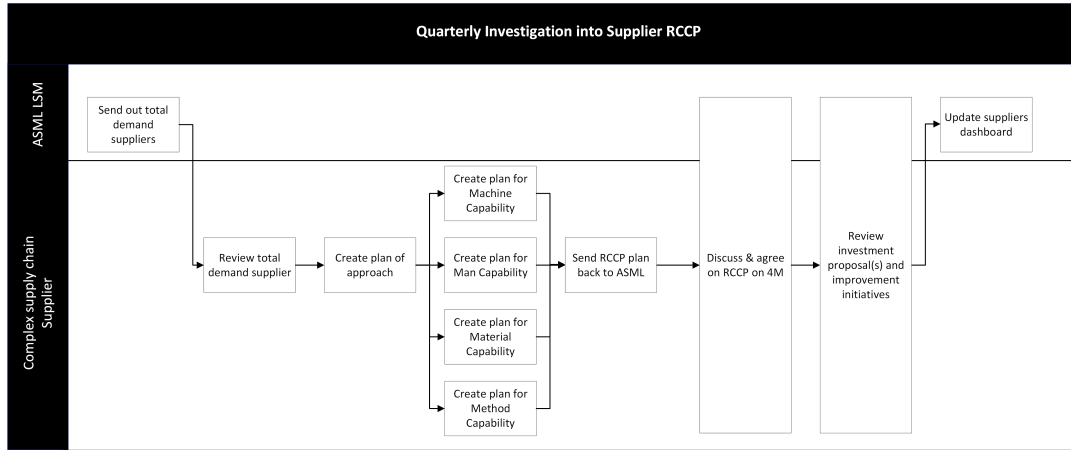 Quarterly Investigation into Supplier RCCP
ASML LSM
Send out total
demand
suppliers
Update suppliers
dashboard
Complex supply chain
Supplier
Review total
demand supplier
Create plan of
approach
Create plan for
Machine
Capability
Create plan for
Man Capability
Create plan for
Material
Capability
Create plan for
Method
Capability
Send RCCP plan
back to ASML
Discuss & agree
on RCCP on 4M
Review
investment
proposal(s) and
improvement
initiatives